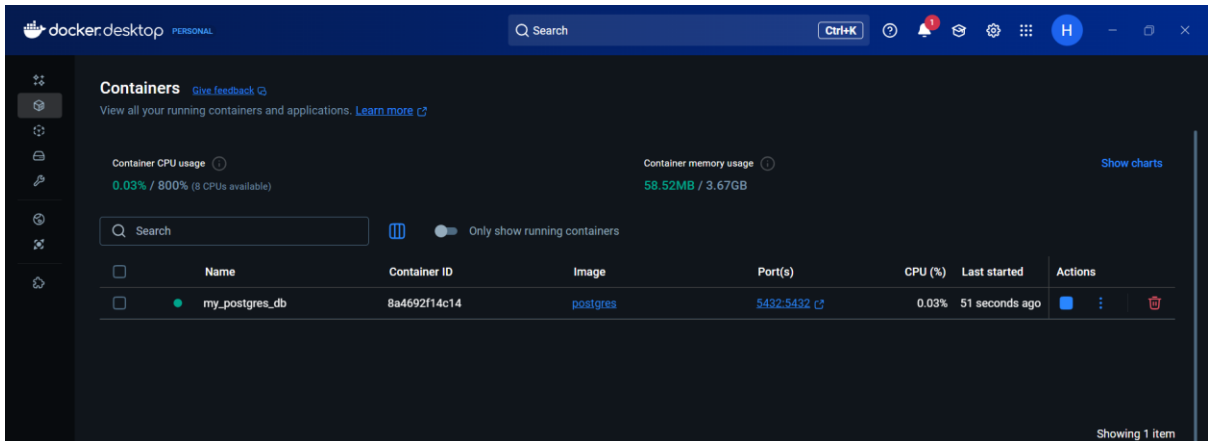 docker.desktop PERSONAL Search Ctrl+K 1 H
Containers Give feedback
View all your running containers and applications. Learn more
Container CPU usage Container memory usage Show charts
0.03% / 800% (8 CPUs available) 58.52MB / 3.67GB
Search Only show running containers
Name Container ID Image Port(s) CPU (%) Last started Actions
my_postgres_db 8a4692f14c14 postgres 5432:5432 0.03% 51 seconds ago
Showing 1 item